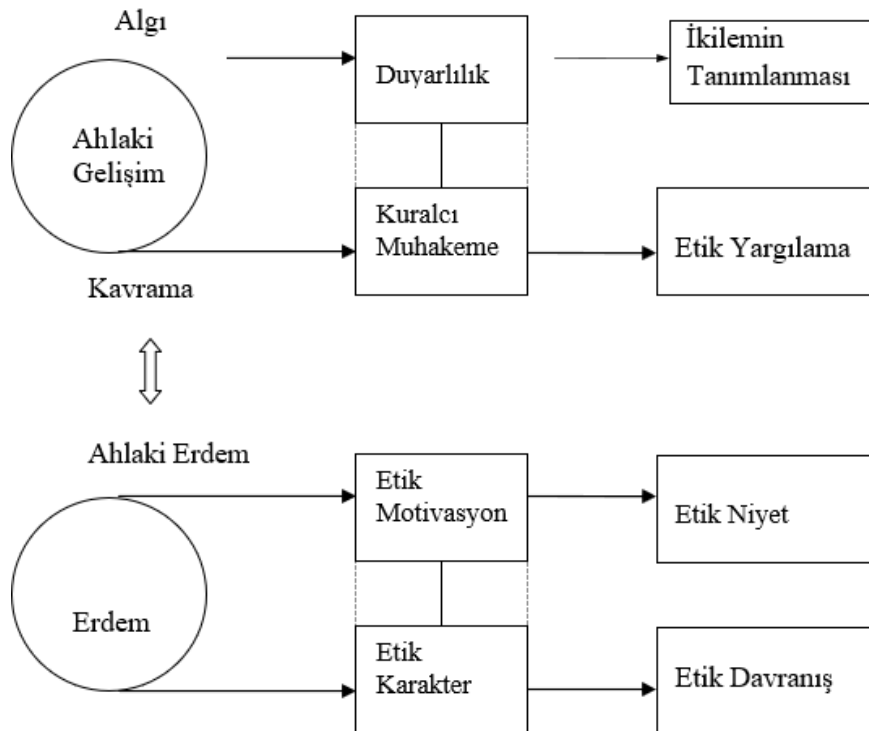 Algı
Duyarlılık
İkilemin
Tanımlanması
Ahlaki
Gelişim
Kuralcı
Muhakeme
Etik Yargılama
Kavrama
Ahlaki Erdem
Etik
Motivasyon
Etik Niyet
Erdem
Etik
Karakter
Etik Davranış